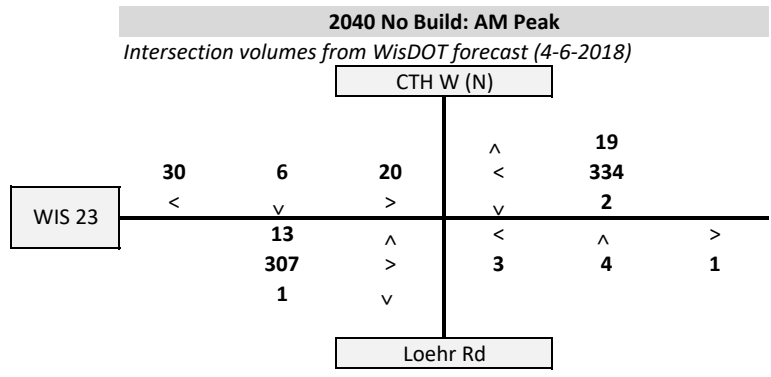 2040 No Build: AM Peak
Intersection volumes from WisDOT forecast (4-6-2018)
CTH W (N)
^ 19
30 6 20 < 334
< v > v 2
WIS 23
13 ^ < ^ >
307 > 3 4 1
1 v
Loehr Rd